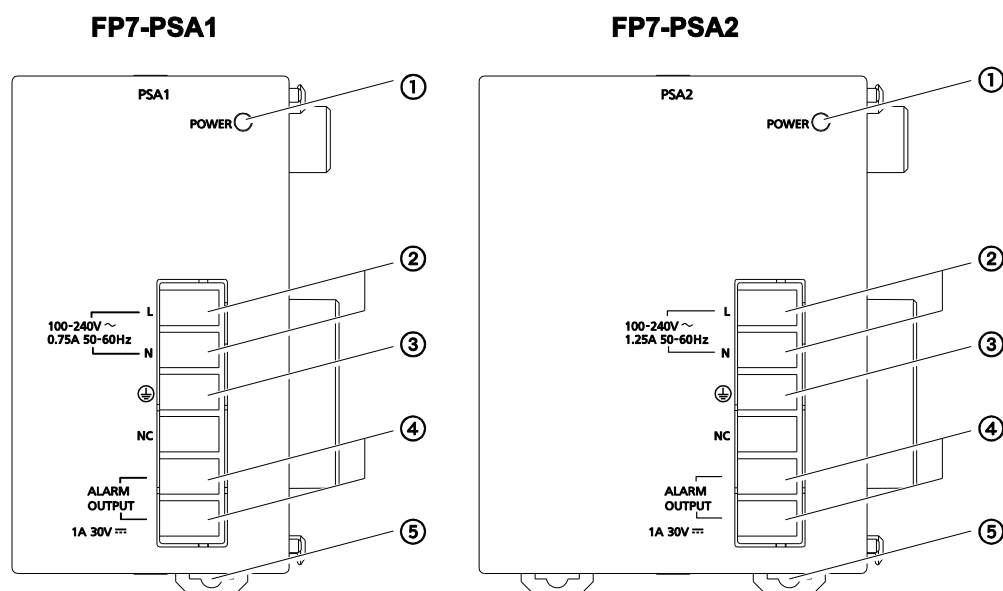 FP7-PSA1
PSA1
POWER
①
②
L
100-240V ~
0.75A 50-60Hz
N
③
NC
④
ALARM
OUTPUT
1A 30V ⎓
⑤
FP7-PSA2
PSA2
POWER
①
②
L
100-240V ~
1.25A 50-60Hz
N
③
NC
④
ALARM
OUTPUT
1A 30V ⎓
⑤